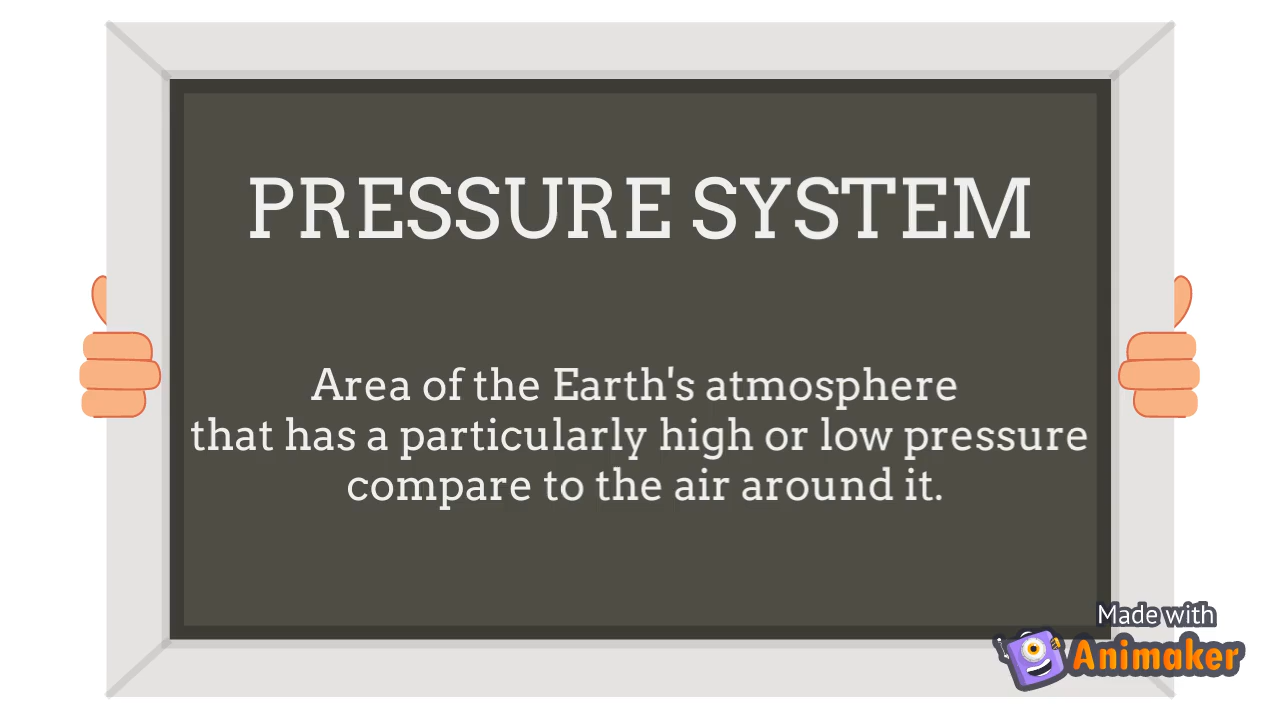 PRESSURE SYSTEM
Area of the Earth's atmosphere
that has a particularly high or low pressure
compare to the air around it.
Made with
Animaker